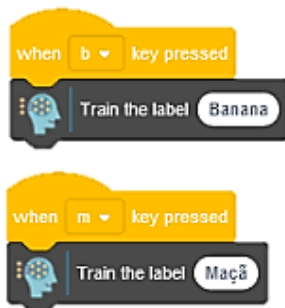 when b key pressed
Train the label Banana
when m key pressed
Train the label Maçã